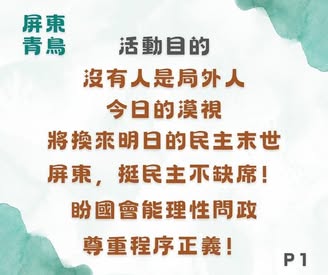 屏東
青鳥
活動目的
沒有人是局外人
今日的漠視
將換來明日的民主末世
屏東，挺民主不缺席！
盼國會能理性問政
尊重程序正義！
P1